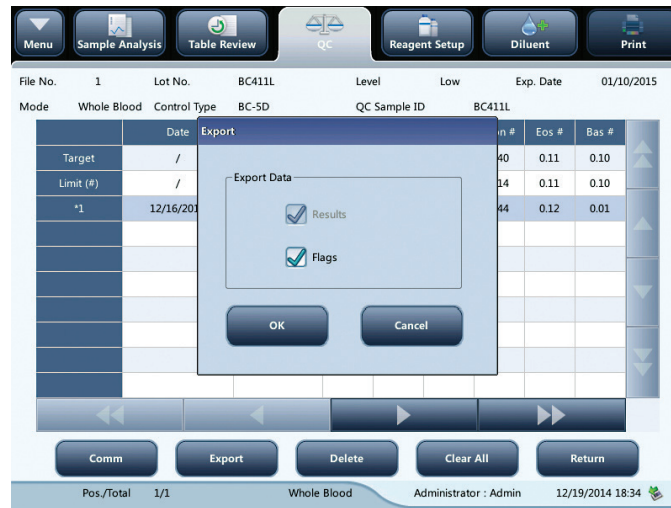 Menu Sample Analysis Table Review QC Reagent Setup Diluent Print
File No. 1 Lot No. BC411L Level Low Exp. Date 01/10/2015
Mode Whole Blood Control Type BC-5D QC Sample ID BC411L
Date on # Eos # Bas #
Export
Target / 40 0.11 0.10
Export Data
Limit (#) / 14 0.11 0.10
*1 12/16/201 44 0.12 0.01
Results
Flags
OK Cancel
Comm Export Delete Clear All Return
Pos./Total 1/1 Whole Blood Administrator : Admin 12/19/2014 18:34